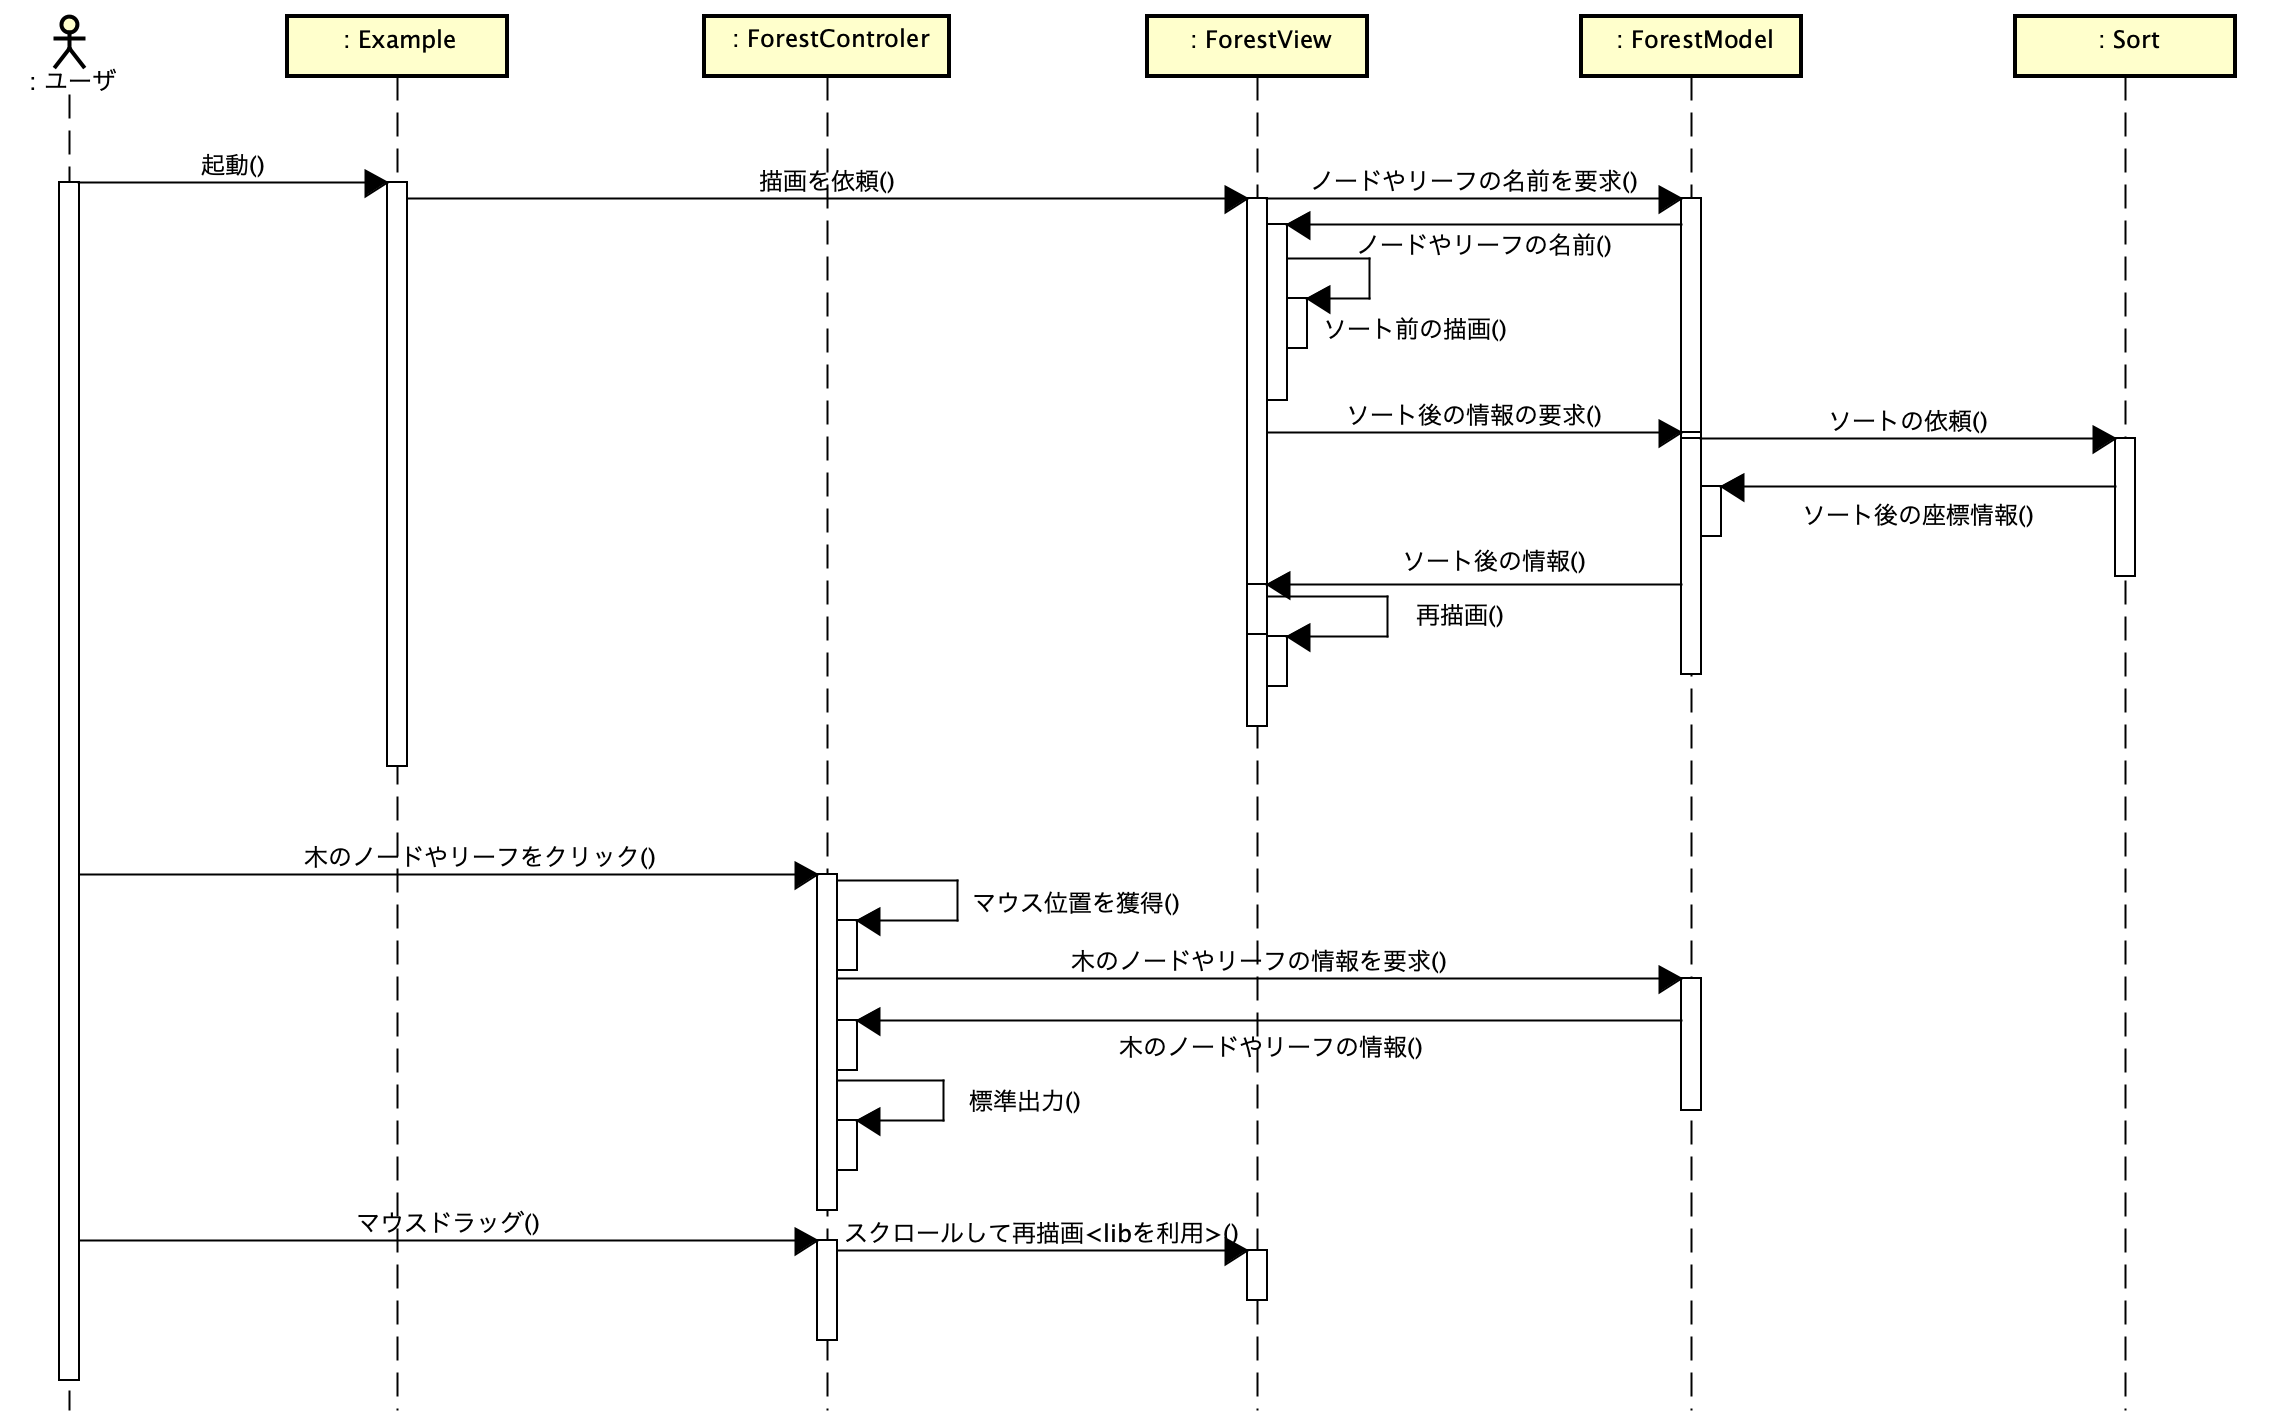 : ユーザ
: Example
: ForestControler
: ForestView
: ForestModel
: Sort
起動()
描画を依頼()
ノードやリーフの名前を要求()
ノードやリーフの名前()
ソート前の描画()
ソート後の情報の要求()
ソートの依頼()
ソート後の座標情報()
ソート後の情報()
再描画()
木のノードやリーフをクリック()
マウス位置を獲得()
木のノードやリーフの情報を要求()
木のノードやリーフの情報()
標準出力()
マウスドラッグ()
スクロールして再描画<libを利用>()